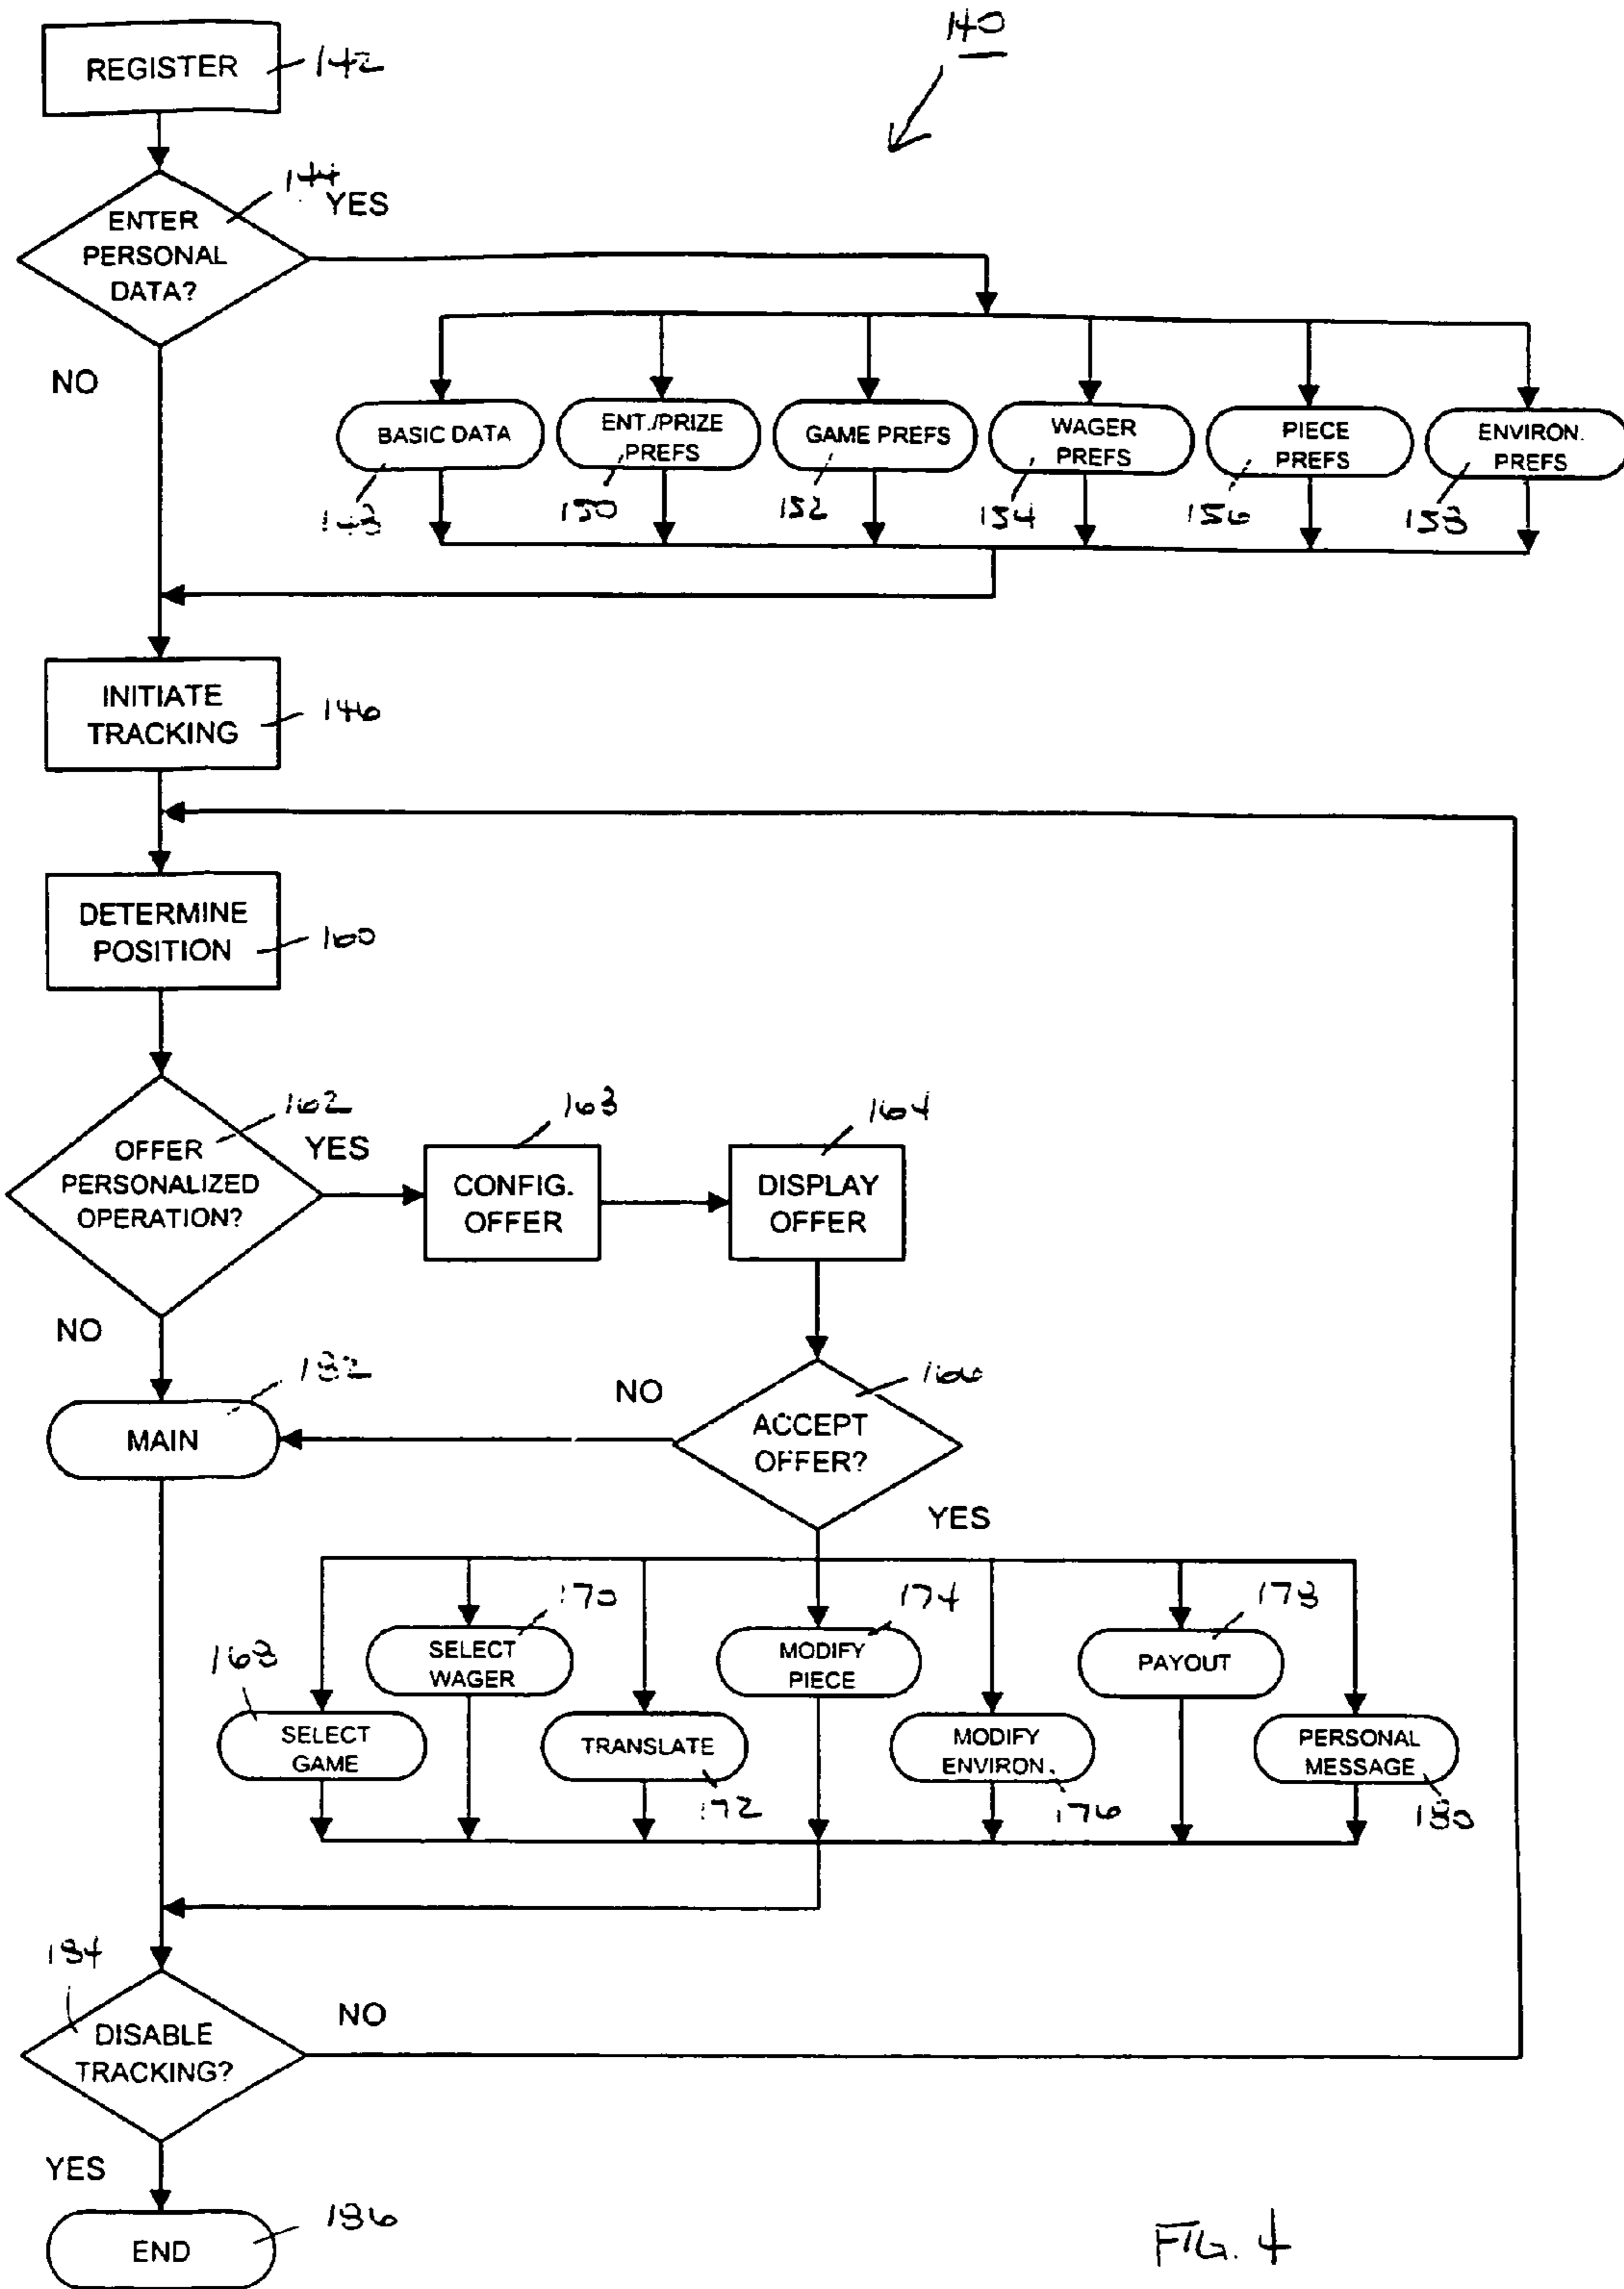 140
REGISTER
142
144
YES
ENTER
PERSONAL
DATA?
NO
BASIC DATA
ENT./PRIZE
PREFS
GAME PREFS
WAGER
PREFS
PIECE
PREFS
ENVIRON.
PREFS
148
150
152
154
156
158
INITIATE
TRACKING
146
DETERMINE
POSITION
160
162
YES
OFFER
PERSONALIZED
OPERATION?
163
CONFIG.
OFFER
164
DISPLAY
OFFER
NO
182
MAIN
NO
166
ACCEPT
OFFER?
YES
168
SELECT
GAME
170
SELECT
WAGER
TRANSLATE
172
174
MODIFY
PIECE
MODIFY
ENVIRON.
176
178
PAYOUT
PERSONAL
MESSAGE
180
184
DISABLE
TRACKING?
NO
YES
END
186
FIG. 4